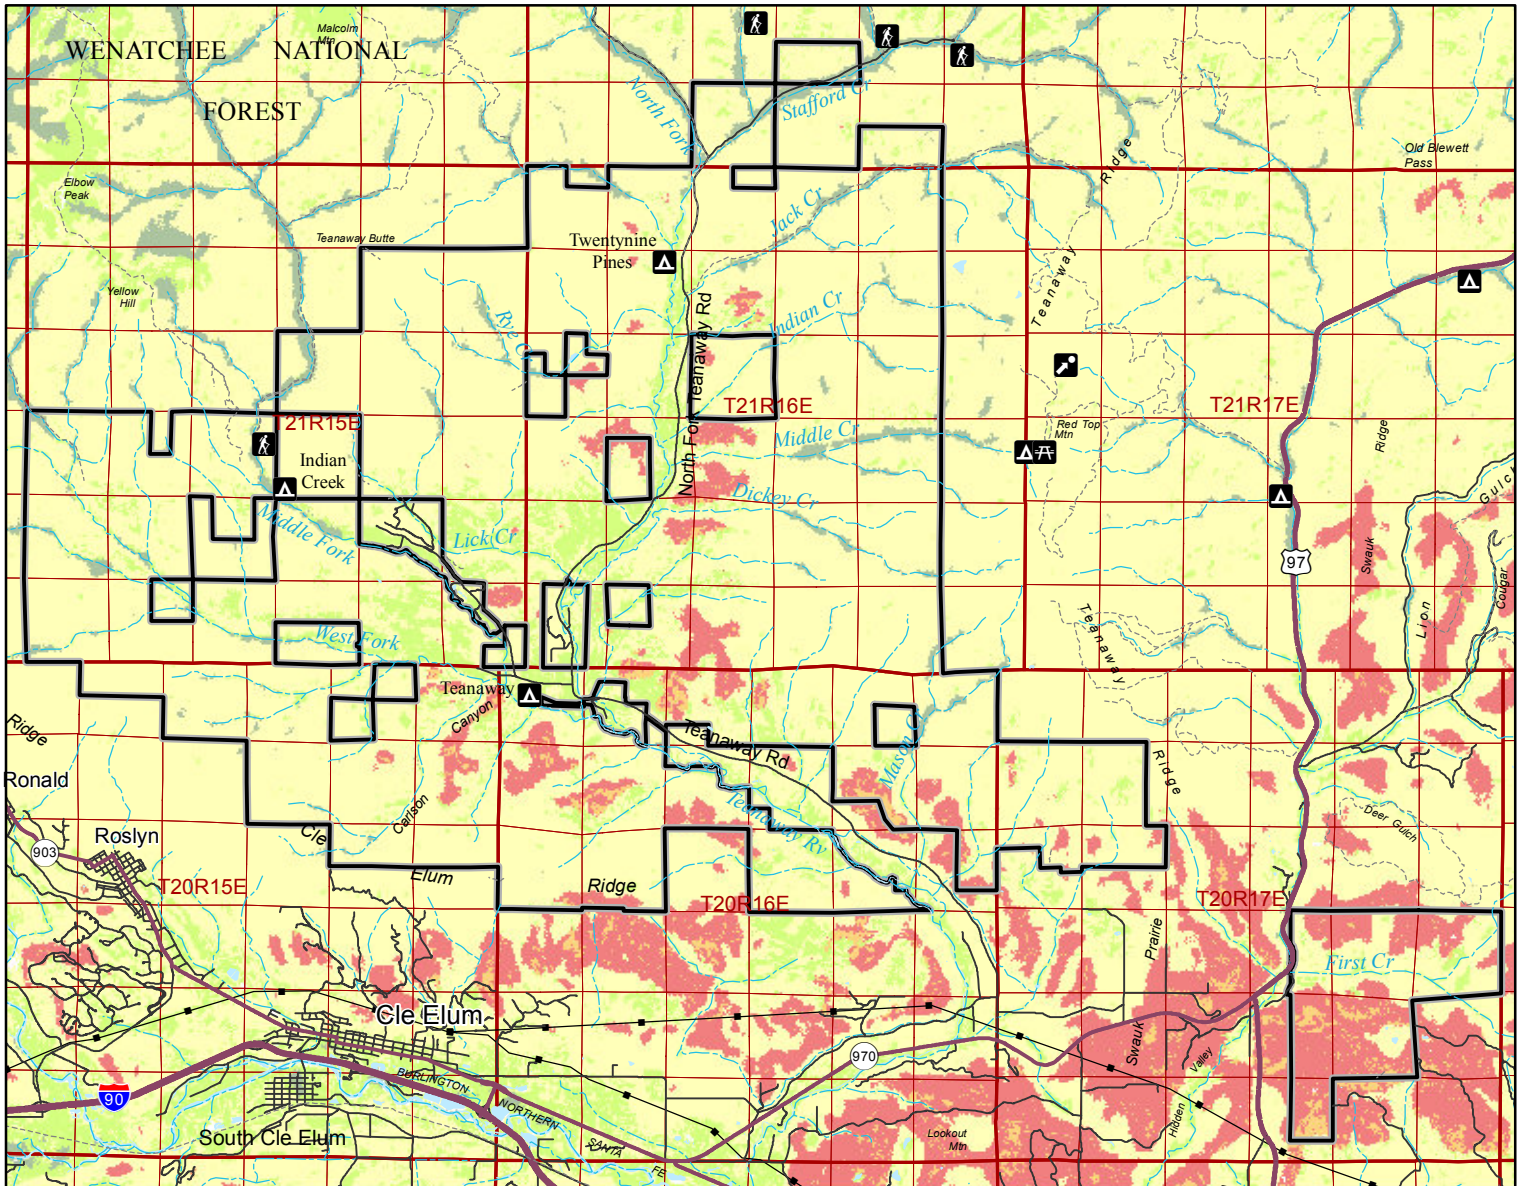 Malcolm
Mtn
WENATCHEE NATIONAL
FOREST
North Fork
Stafford Cr
Old Blewett
Pass
Elbow
Peak
Ridge
Jack Cr
Teanaway Butte
Twentynine
Pines
Teanaway
Yellow
Hill
Rye Cr
Indian Cr
North Fork Teanaway Rd
T21R15E
T21R16E
T21R17E
Red Top
Mtn
Middle Cr
Ridge
Indian
Creek
Dickey Cr
Gulch
Middle Fork
Lick Cr
Swauk
97
Cougar
Lion
West Fork
Teanaway
Teanaway
Canyon
Ridge
Teanaway Rd
Mason Cr
Ridge
Ronald
Carlson
Teanaway Rv
Deer Gulch
Roslyn
Cle
903
Elum
Ridge
T20R15E
T20R16E
T20R17E
Prairie
First Cr
Cle Elum
Swauk
970
Valley
BURLINGTON
90
NORTHERN
Hidden
South Cle Elum
SANTA
FE
Lookout
Mtn